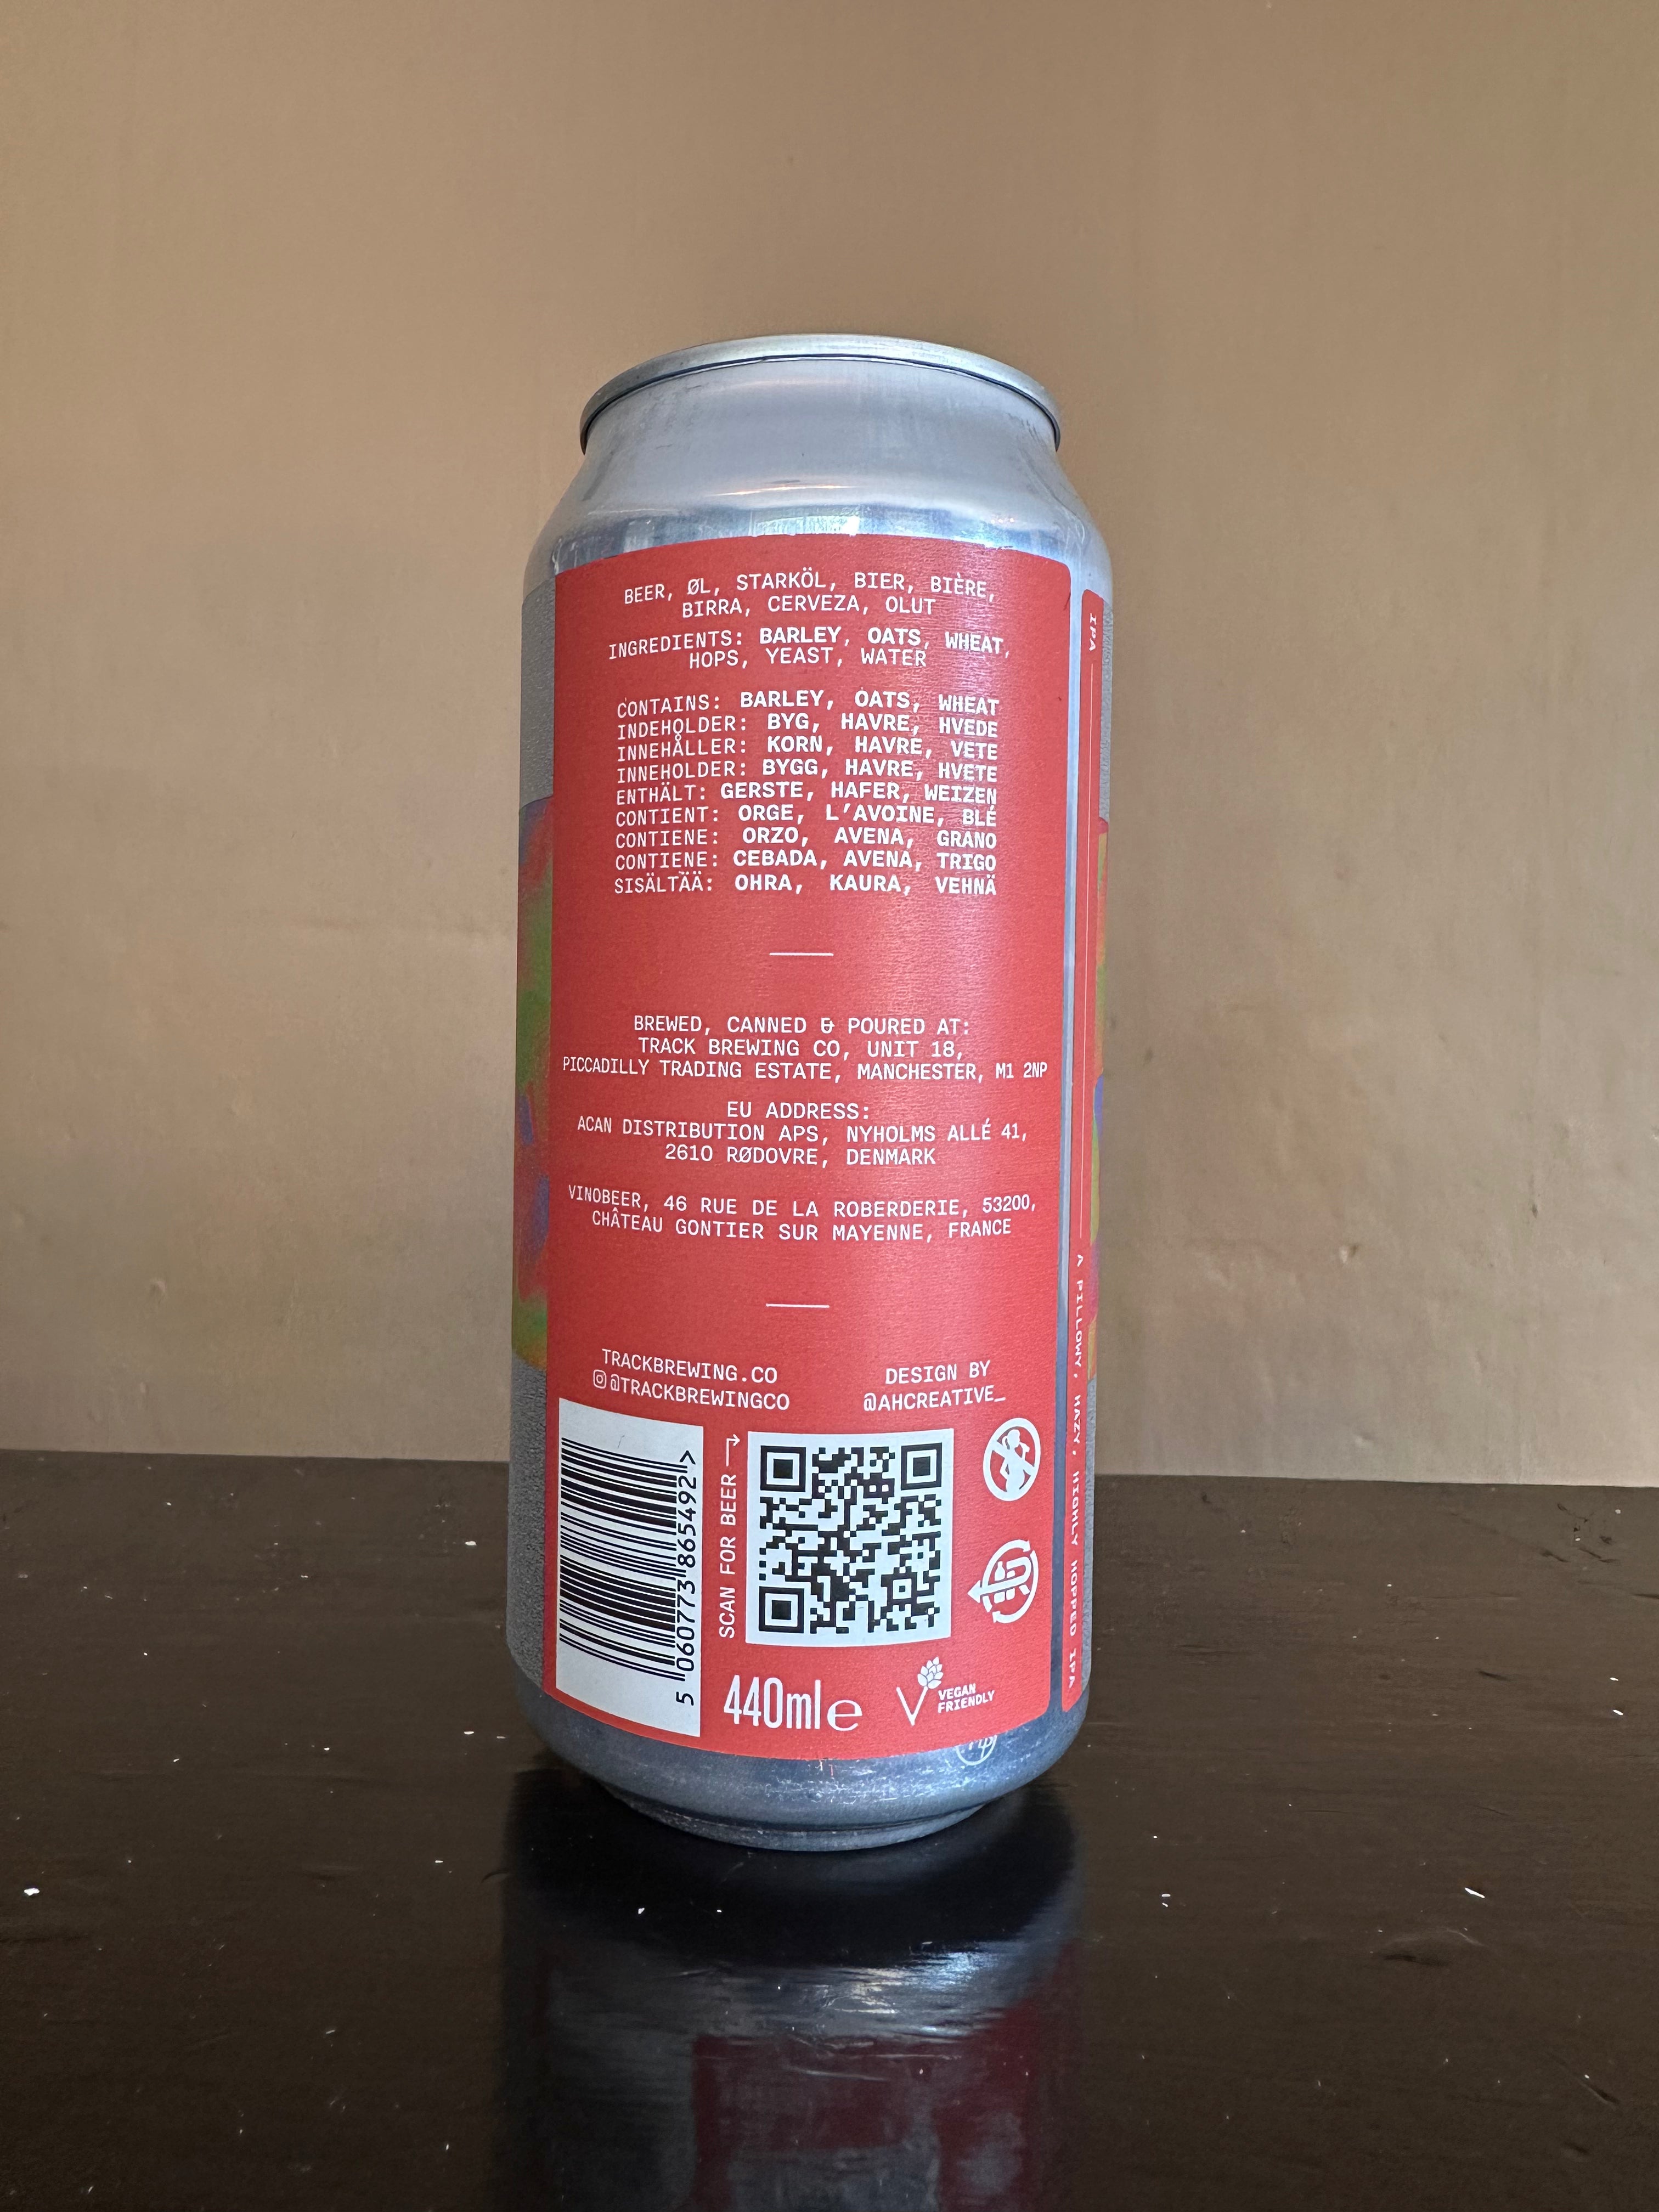 BEER, ØL, STARKÖL, BIER, BIÈRE,
BIRRA, CERVEZA, OLUT
INGREDIENTS: BARLEY, OATS, WHEAT,
HOPS, YEAST, WATER
CONTAINS: BARLEY, OATS, WHEAT
INDEHOLDER: BYG, HAVRE, HVEDE
INNEHÅLLER: KORN, HAVRE, VETE
INNEHOLDER: BYGG, HAVRE, HVETE
ENTHÄLT: GERSTE, HAFER, WEIZEN
CONTIENT: ORGE, L'AVOINE, BLÉ
CONTIENE: ORZO, AVENA, GRANO
CONTIENE: CEBADA, AVENA, TRIGO
SISÄLTÄÄ: OHRA, KAURA, VEHNÄ
BREWED, CANNED & POURED AT:
TRACK BREWING CO, UNIT 18,
PICCADILLY TRADING ESTATE, MANCHESTER, M1 2NP
EU ADDRESS:
ACAN DISTRIBUTION APS, NYHOLMS ALLÉ 41,
2610 RØDOVRE, DENMARK
VINOBEER, 46 RUE DE LA ROBERDERIE, 53200,
CHÂTEAU GONTIER SUR MAYENNE, FRANCE
TRACKBREWING.CO
@TRACKBREWINGCO
DESIGN BY
@AHCREATIVE_
5 060773 865492 >
SCAN FOR BEER
440ml e
V VEGAN
FRIENDLY
IPA
A PILLOWY, HAZY, HIGHLY HOPPED IPA